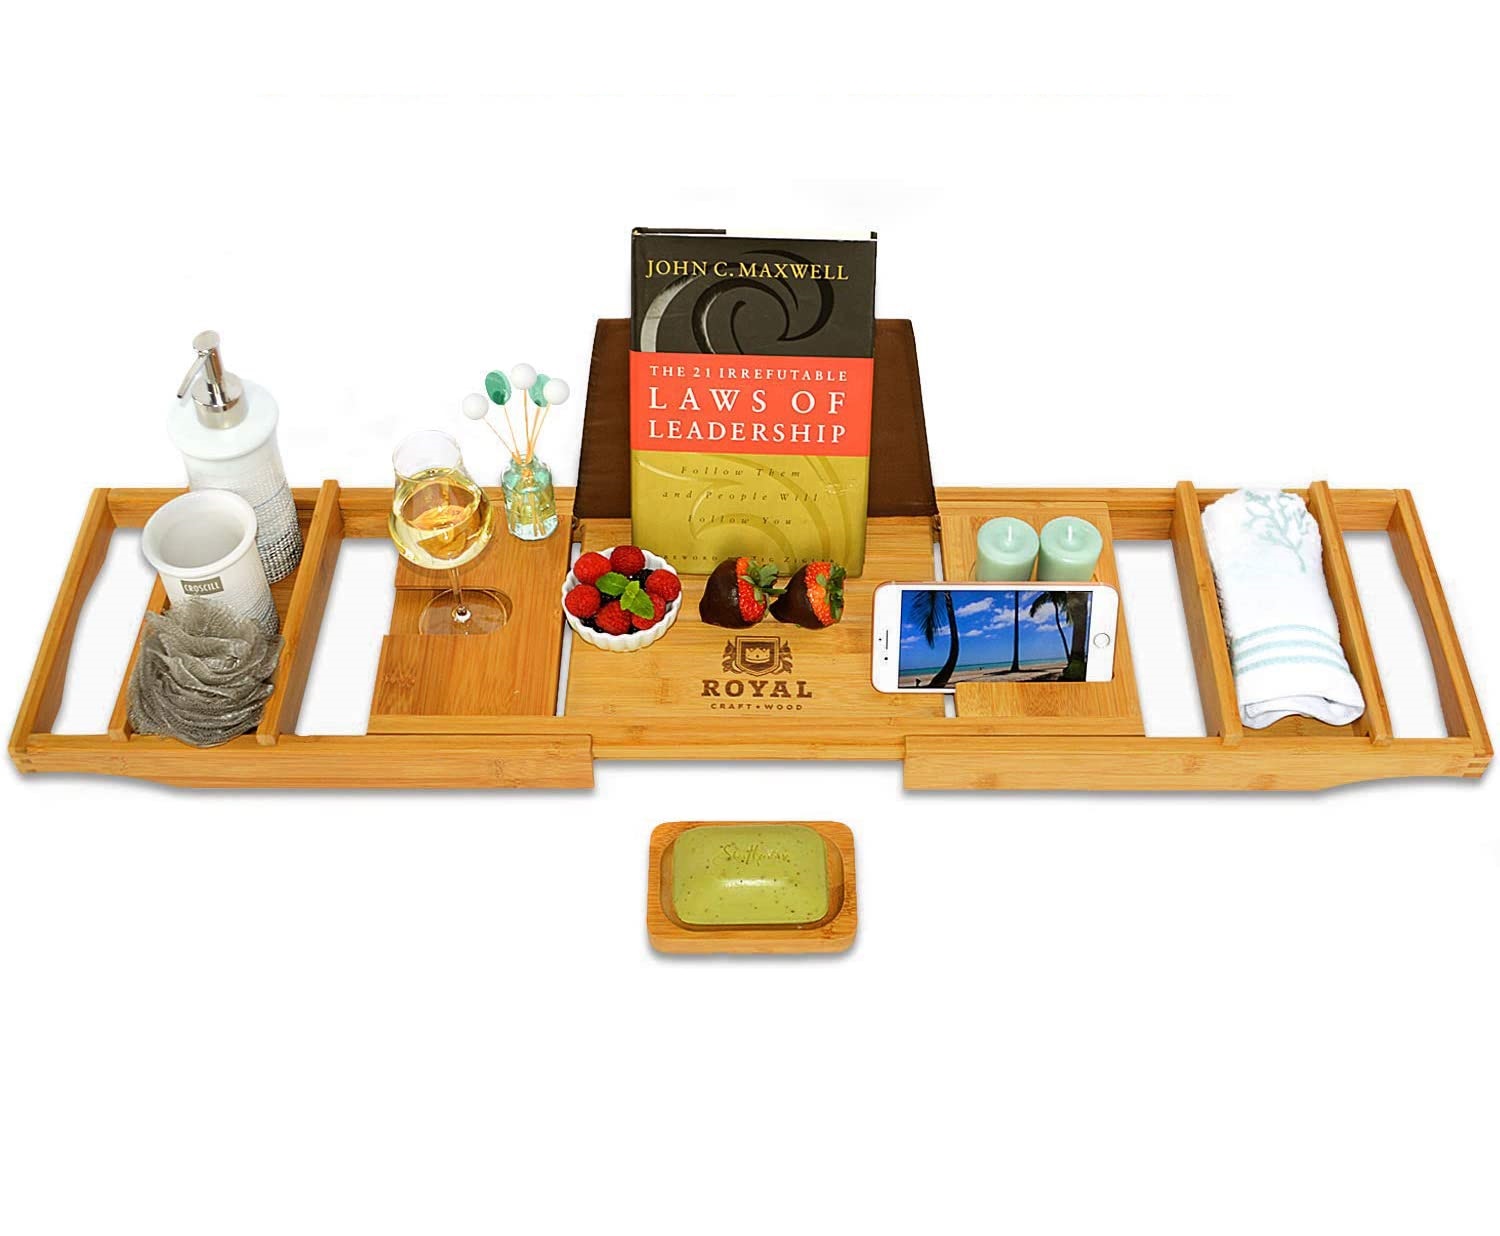 JOHN C. MAXWELL
THE 21 IRREFUTABLE
LAWS OF
LEADERSHIP
Follow Them
and People Will
Follow You
CROSCILL
ROYAL
CRAFT WOOD